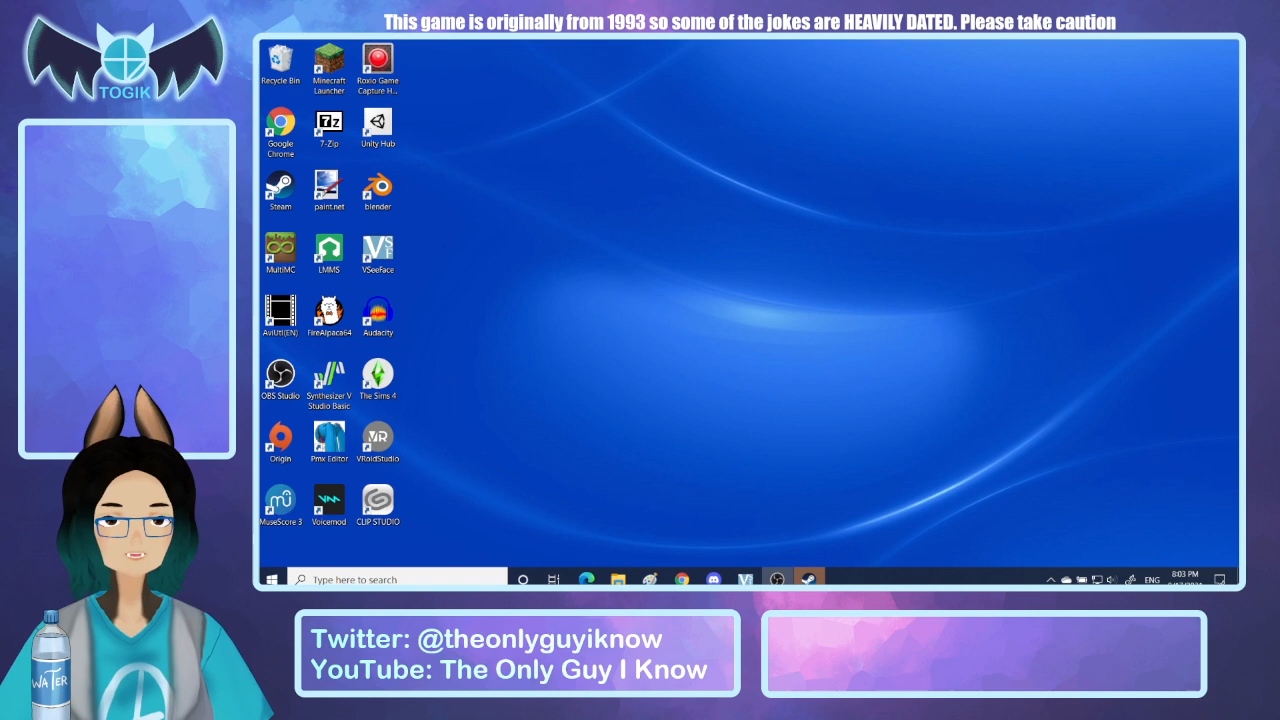 This game is originally from 1993 so some of the jokes are HEAVILY DATED. Please take caution
TOGIK
Recycle Bin
Minecraft Launcher
Roxio Game Capture H...
Google Chrome
7-Zip
Unity Hub
Steam
paint.net
blender
MultiMC
LMMS
VSeeFace
AviUtl(EN)
FireAlpaca64
Audacity
OBS Studio
Synthesizer V Studio Basic
The Sims 4
Origin
Pmx Editor
VRoidStudio
MuseScore 3
Voicemod
CLIP STUDIO
Type here to search
ENG
8:03 PM
WATER
Twitter: @theonlyguyiknow
YouTube: The Only Guy I Know